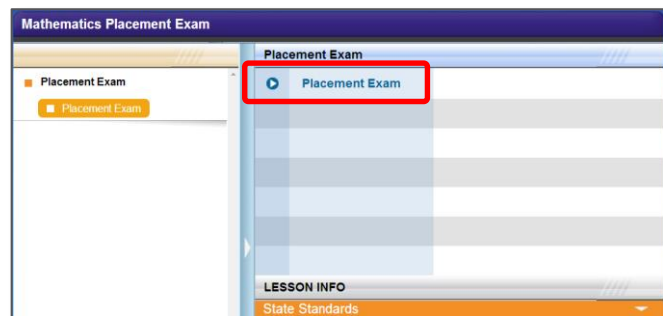 Mathematics Placement Exam
Placement Exam
Placement Exam
Placement Exam
Placement Exam
LESSON INFO
State Standards